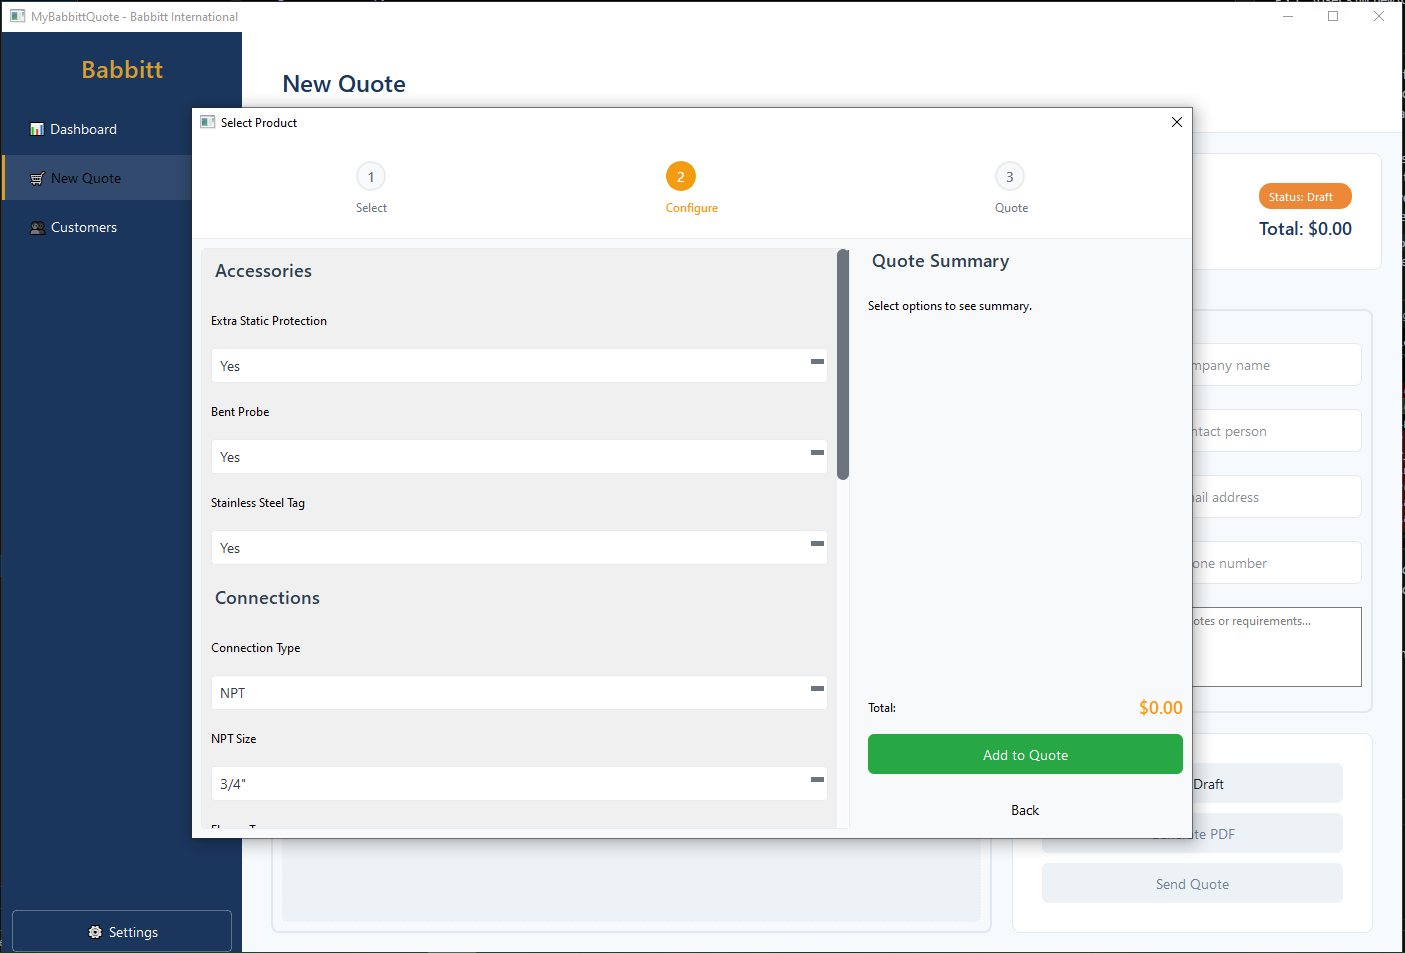 MyBabbittQuote - Babbitt International
Babbitt
Dashboard
New Quote
Customers
Settings
New Quote
Status: Draft
Total: $0.00
mpany name
ntact person
ail address
one number
otes or requirements...
Draft
te PDF
Send Quote
Select Product
1
Select
2
Configure
3
Quote
Accessories
Extra Static Protection
Yes
Bent Probe
Yes
Stainless Steel Tag
Yes
Connections
Connection Type
NPT
NPT Size
3/4"
Quote Summary
Select options to see summary.
Total:
$0.00
Add to Quote
Back